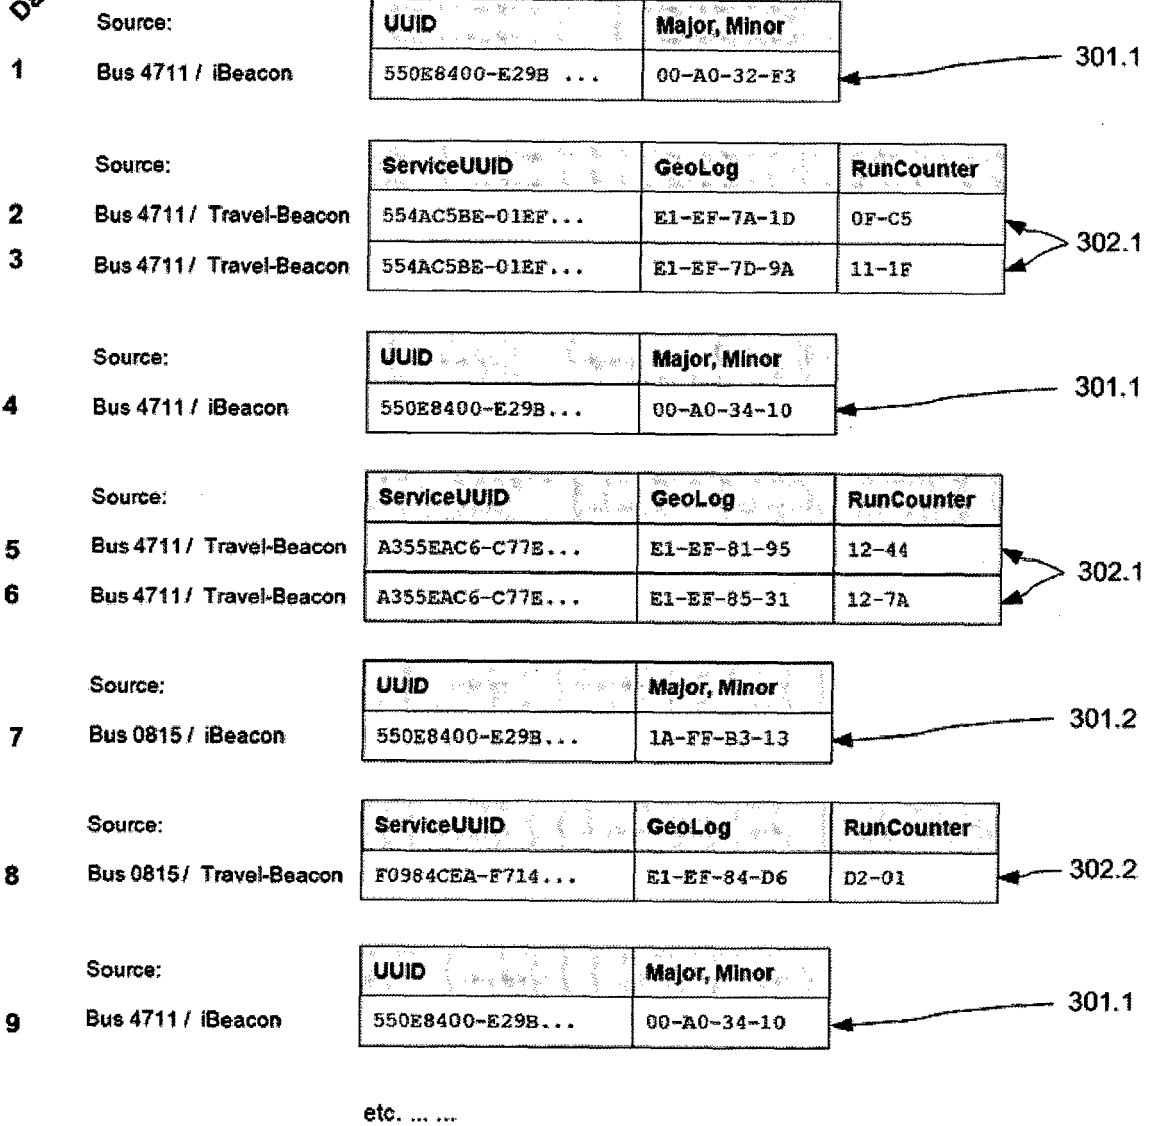 Da
Source: UUID Major, Minor
1 Bus 4711 / iBeacon 550E8400-E29B ... 00-A0-32-F3 301.1
Source: ServiceUUID GeoLog RunCounter
2 Bus 4711 / Travel-Beacon 554AC5BE-01EF... E1-EF-7A-1D 0F-C5
302.1
3 Bus 4711 / Travel-Beacon 554AC5BE-01EF... E1-EF-7D-9A 11-1F
Source: UUID Major, Minor
4 Bus 4711 / iBeacon 550E8400-E29B... 00-A0-34-10 301.1
Source: ServiceUUID GeoLog RunCounter
5 Bus 4711 / Travel-Beacon A355EAC6-C77E... E1-EF-81-95 12-44
302.1
6 Bus 4711 / Travel-Beacon A355EAC6-C77E... E1-EF-85-31 12-7A
Source: UUID Major, Minor
7 Bus 0815 / iBeacon 550E8400-E29B... 1A-FF-B3-13 301.2
Source: ServiceUUID GeoLog RunCounter
8 Bus 0815 / Travel-Beacon F0984CEA-F714... E1-EF-84-D6 D2-01 302.2
Source: UUID Major, Minor
9 Bus 4711 / iBeacon 550E8400-E29B... 00-A0-34-10 301.1
etc. ... ...